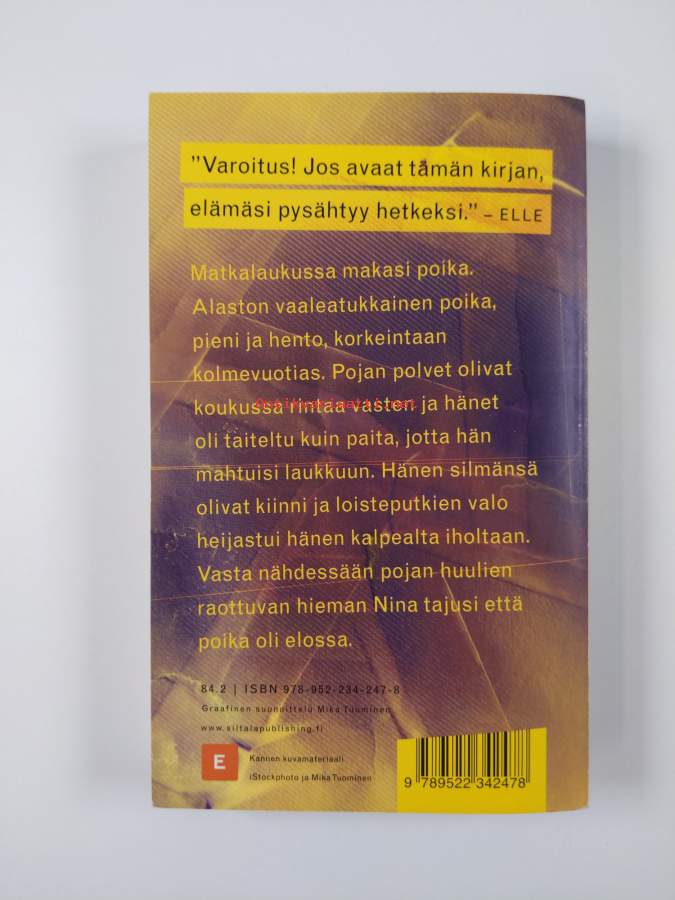 "Varoitus! Jos avaat tämän kirjan,
elämäsi pysähtyy hetkeksi." – ELLE
Matkalaukussa makasi poika.
Alaston vaaleatukkainen poika,
pieni ja hento, korkeintaan
kolmevuotias. Pojan polvet olivat
koukussa rintaa vasten ja hänet
Antikvariaatti.net
oli taiteltu kuin paita, jotta hän
mahtuisi laukkuun. Hänen silmänsä
olivat kiinni ja loisteputkien valo
heijastui hänen kalpealta iholtaan.
Vasta nähdessään pojan huulien
raottuvan hieman Nina tajusi että
poika oli elossa.
84.2 | ISBN 978-952-234-247-8
Graafinen suunnittelu Mika Tuominen
www.siltalapublishing.fi
E
Kannen kuvamateriaali
iStockphoto ja Mika Tuominen
9 789522 342478